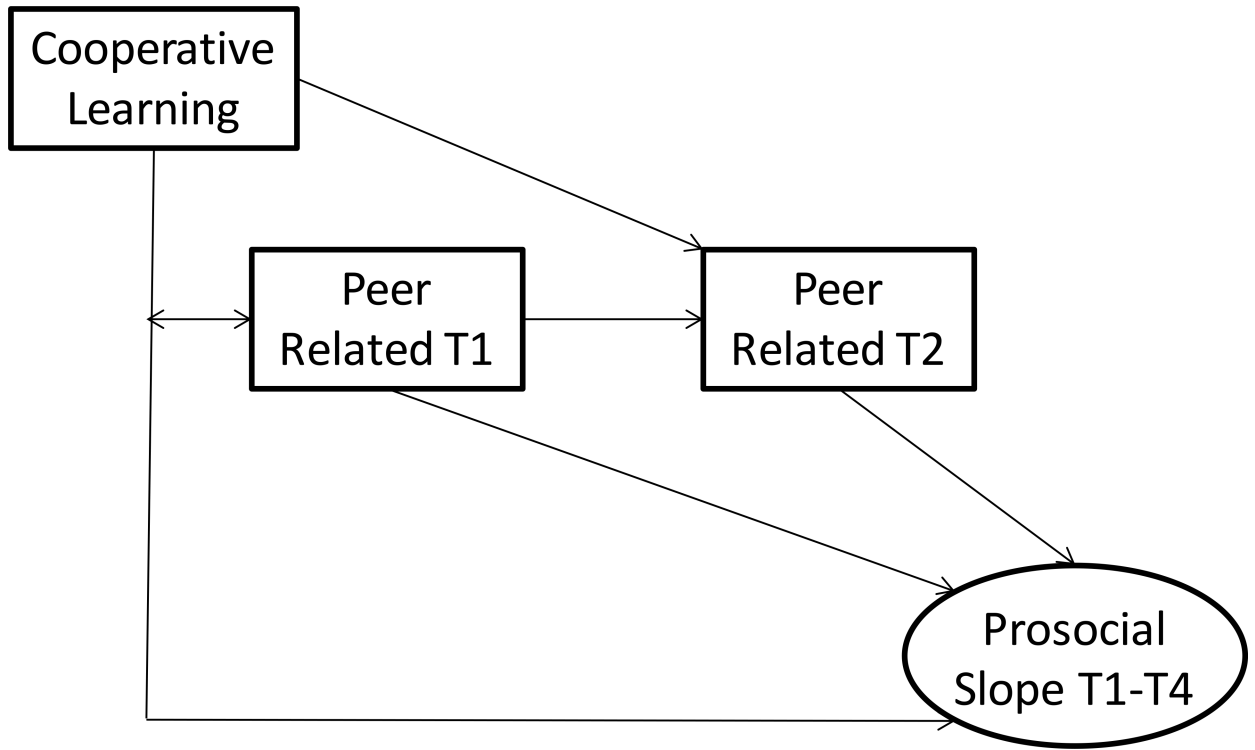 Cooperative
Learning
Peer
Related T1
Peer
Related T2
Prosocial
Slope T1-T4